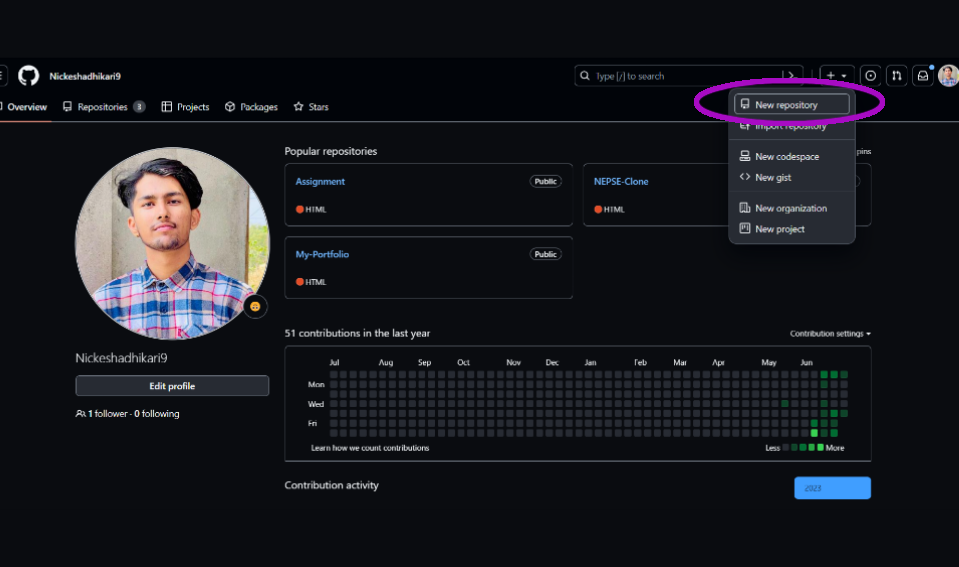 Nickeshadhikari9
Type [/] to search
Overview
Repositories 3
Projects
Packages
Stars
New repository
Import repository
New codespace
New gist
New organization
New project
Popular repositories
pins
Assignment
Public
HTML
NEPSE-Clone
HTML
My-Portfolio
Public
HTML
51 contributions in the last year
Contribution settings
Jul Aug Sep Oct Nov Dec Jan Feb Mar Apr May Jun
Mon
Wed
Fri
Learn how we count contributions
Less More
Nickeshadhikari9
Edit profile
1 follower · 0 following
Contribution activity
2023